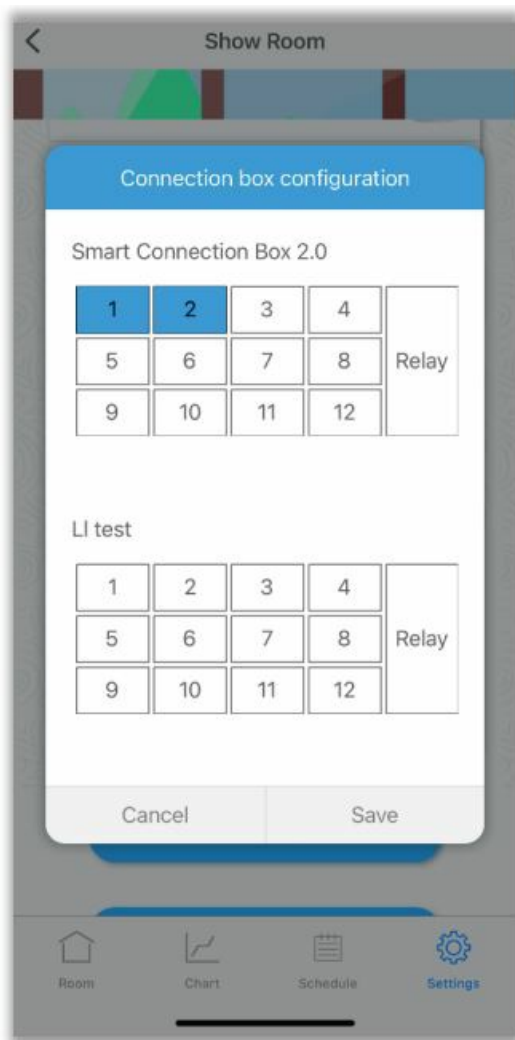 Show Room
Connection box configuration
Smart Connection Box 2.0
1 2 3 4
5 6 7 8 Relay
9 10 11 12
LI test
1 2 3 4
5 6 7 8 Relay
9 10 11 12
Cancel Save
Room Chart Schedule Settings